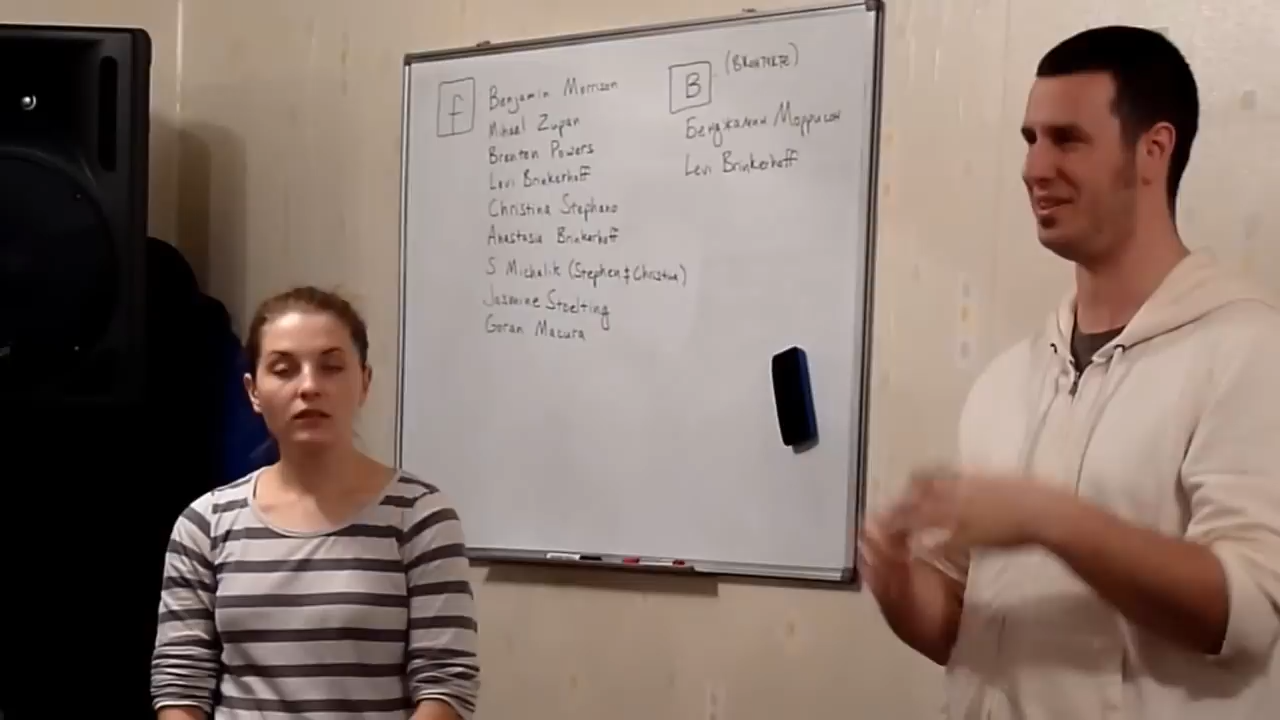 f
Benjamin Morrison
Mihael Zupan
Brenton Powers
Levi Brinkerhoff
Christina Stephano
Anastasia Brinkerhoff
S Michalik (Stephen & Christina)
Jasmine Stoelting
Goran Macura
B (ВКОНТАКТЕ)
Бенджамин Моррисон
Levi Brinkerhoff